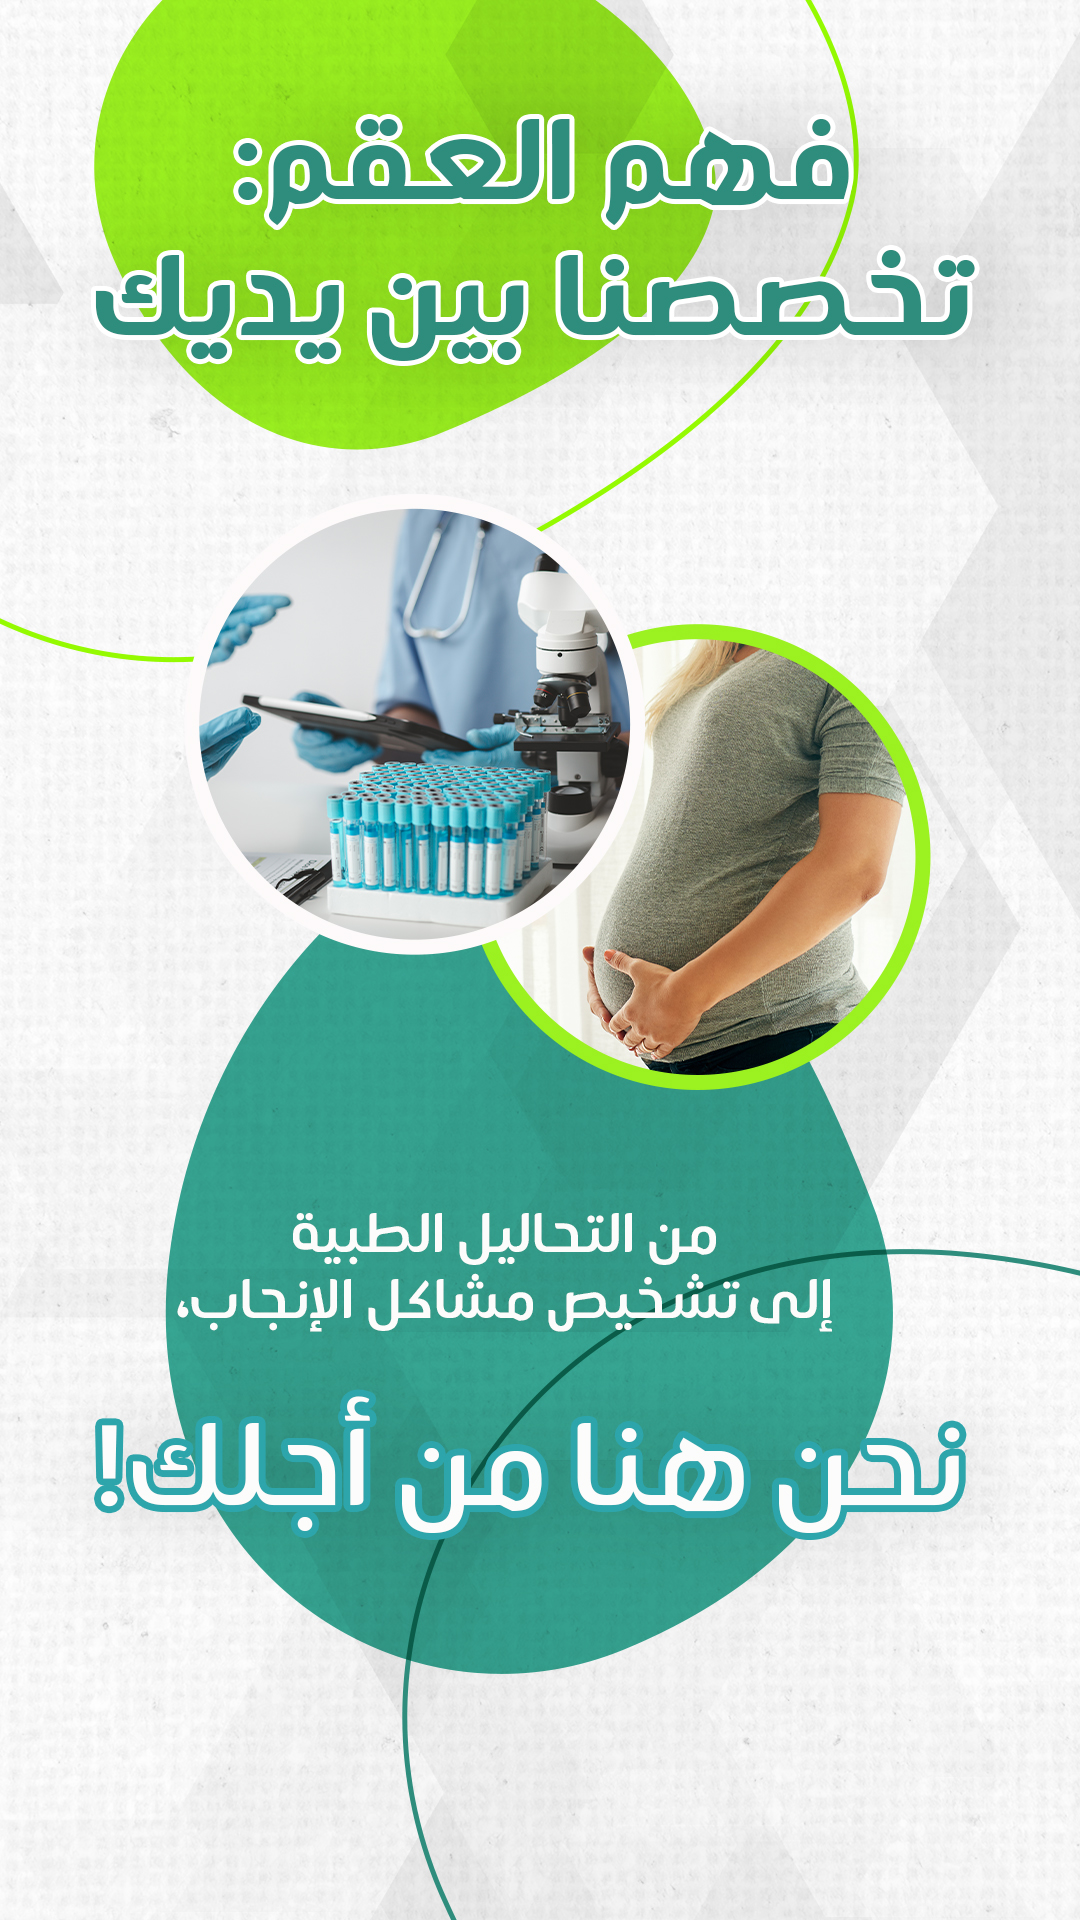 فهم العقم:
تخصصنا بين يديك
من التحاليل الطبية
إلى تشخيص مشاكل الإنجاب،
نحن هنا من أجلك!